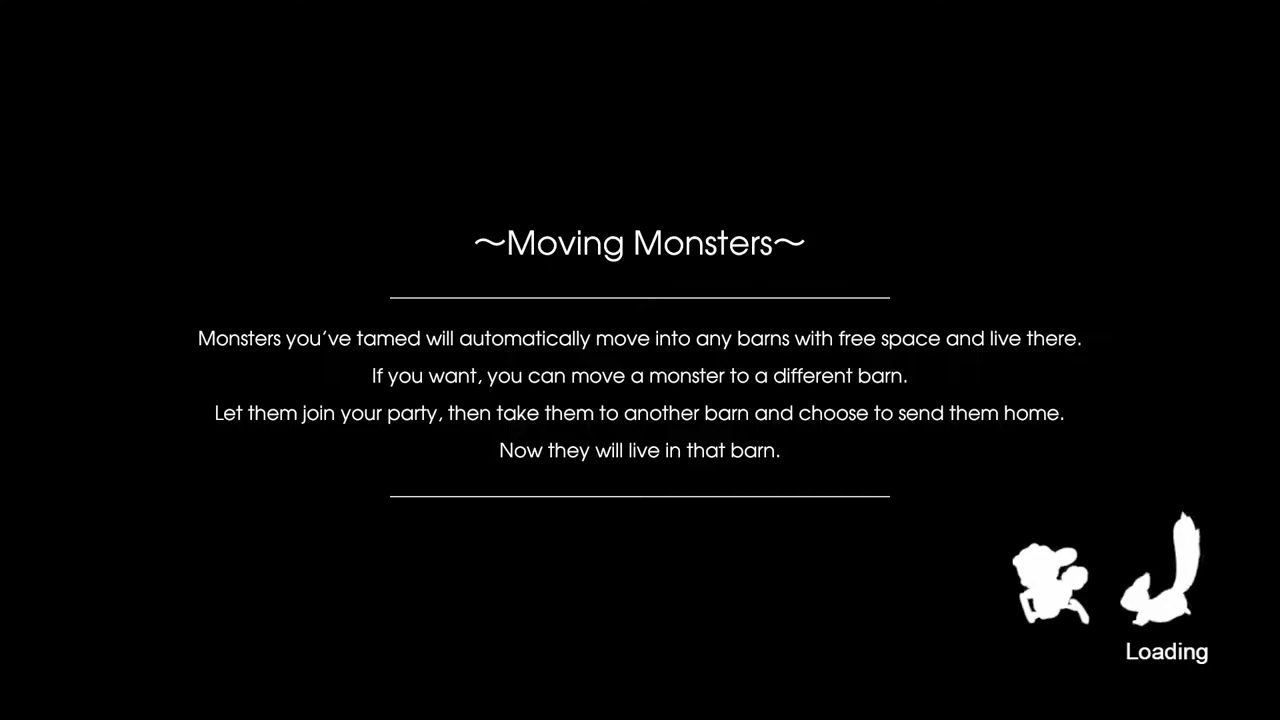 ～Moving Monsters～
Monsters you've tamed will automatically move into any barns with free space and live there.
If you want, you can move a monster to a different barn.
Let them join your party, then take them to another barn and choose to send them home.
Now they will live in that barn.
Loading